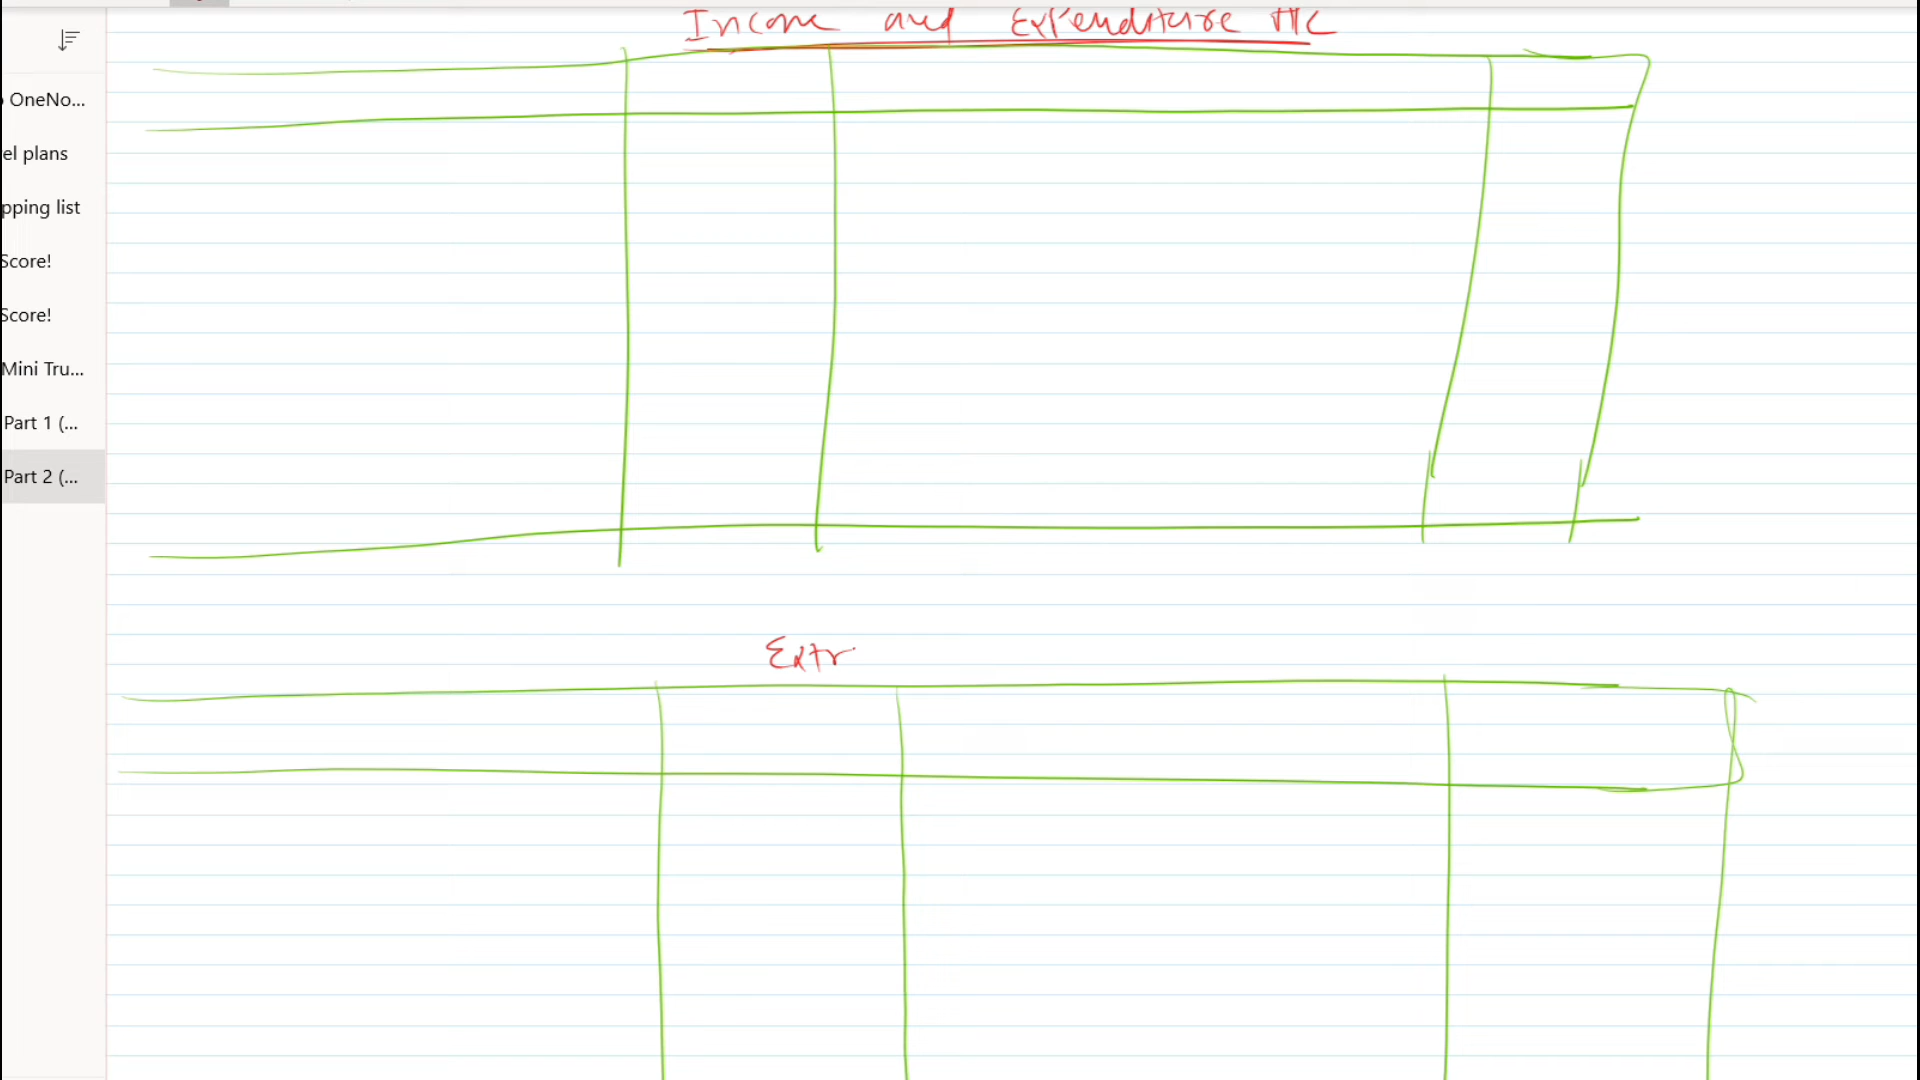 Income and Expenditure A/C
OneNo...
el plans
pping list
Score!
Score!
Mini Tru...
Part 1 (...
Part 2 (...
Extr